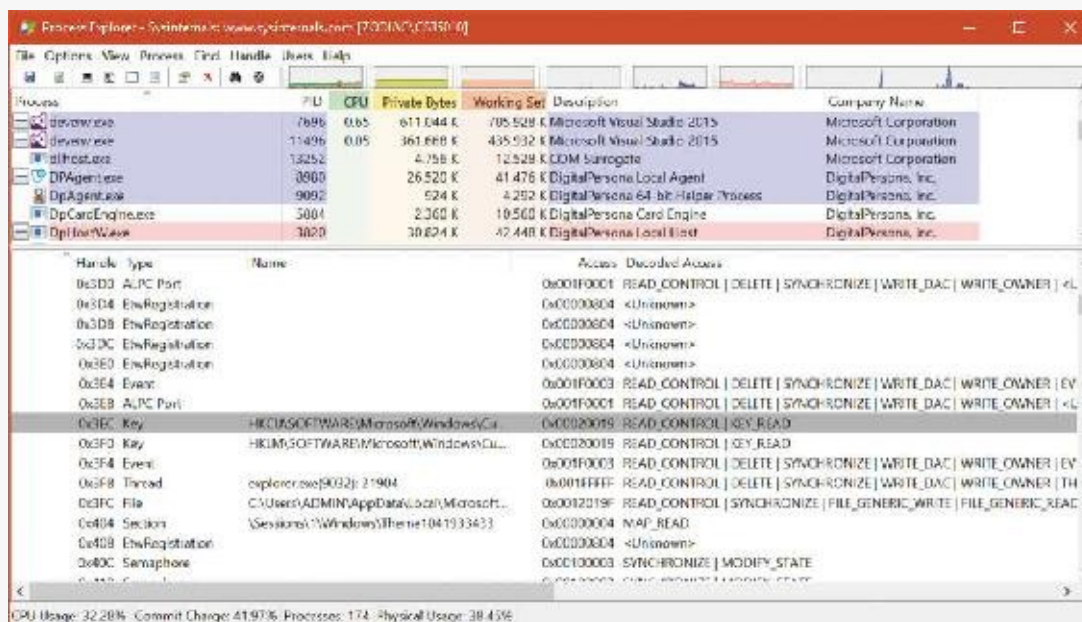 Process Explorer - Sysinternals: www.sysinternals.com
File Options View Process Find Handle Users Help
Process PID CPU Private Bytes Working Set Description Company Name
devenv.exe 7696 0.65 611,044 K 705,928 K Microsoft Visual Studio 2015 Microsoft Corporation
devenv.exe 11496 0.05 361,668 K 435,932 K Microsoft Visual Studio 2015 Microsoft Corporation
dllhost.exe 13252 4,756 K 12,528 K COM Surrogate Microsoft Corporation
DPAgent.exe 8980 26,520 K 41,476 K DigitalPersona Local Agent DigitalPersona, Inc.
DpAgent.exe 9092 924 K 4,292 K DigitalPersona 64-bit Helper Process DigitalPersona, Inc.
DpCardEngine.exe 5884 2,360 K 10,560 K DigitalPersona Card Engine DigitalPersona, Inc.
DpHostW.exe 3820 30,824 K 42,448 K DigitalPersona Local Host DigitalPersona, Inc.
Handle Type Name Access Decoded Access
0x3D0 ALPC Port 0x001F0001 READ_CONTROL | DELETE | SYNCHRONIZE | WRITE_DAC | WRITE_OWNER | <U
0x3D4 EtwRegistration 0x00000804 <Unknown>
0x3D8 EtwRegistration 0x00000804 <Unknown>
0x3DC EtwRegistration 0x00000804 <Unknown>
0x3E0 EtwRegistration 0x00000804 <Unknown>
0x3E4 Event 0x001F0003 READ_CONTROL | DELETE | SYNCHRONIZE | WRITE_DAC | WRITE_OWNER | EV
0x3E8 ALPC Port 0x001F0001 READ_CONTROL | DELETE | SYNCHRONIZE | WRITE_DAC | WRITE_OWNER | <U
0x3EC Key HKCU\SOFTWARE\Microsoft\Windows\Cu... 0x00020019 READ_CONTROL | KEY_READ
0x3F0 Key HKLM\SOFTWARE\Microsoft\Windows\Cu... 0x00020019 READ_CONTROL | KEY_READ
0x3F4 Event 0x001F0003 READ_CONTROL | DELETE | SYNCHRONIZE | WRITE_DAC | WRITE_OWNER | EV
0x3F8 Thread explorer.exe(9032): 21904 0x001FFFFF READ_CONTROL | DELETE | SYNCHRONIZE | WRITE_DAC | WRITE_OWNER | TH
0x3FC File C:\Users\ADMIN\AppData\Local\Microsoft... 0x0012019F READ_CONTROL | SYNCHRONIZE | FILE_GENERIC_WRITE | FILE_GENERIC_READ
0x404 Section \Sessions\1\Windows\Theme1041933433 0x00000004 MAP_READ
0x408 EtwRegistration 0x00000804 <Unknown>
0x40C Semaphore 0x00100003 SYNCHRONIZE | MODIFY_STATE
CPU Usage: 32.28% Commit Charge: 41.97% Processes: 174 Physical Usage: 38.45%